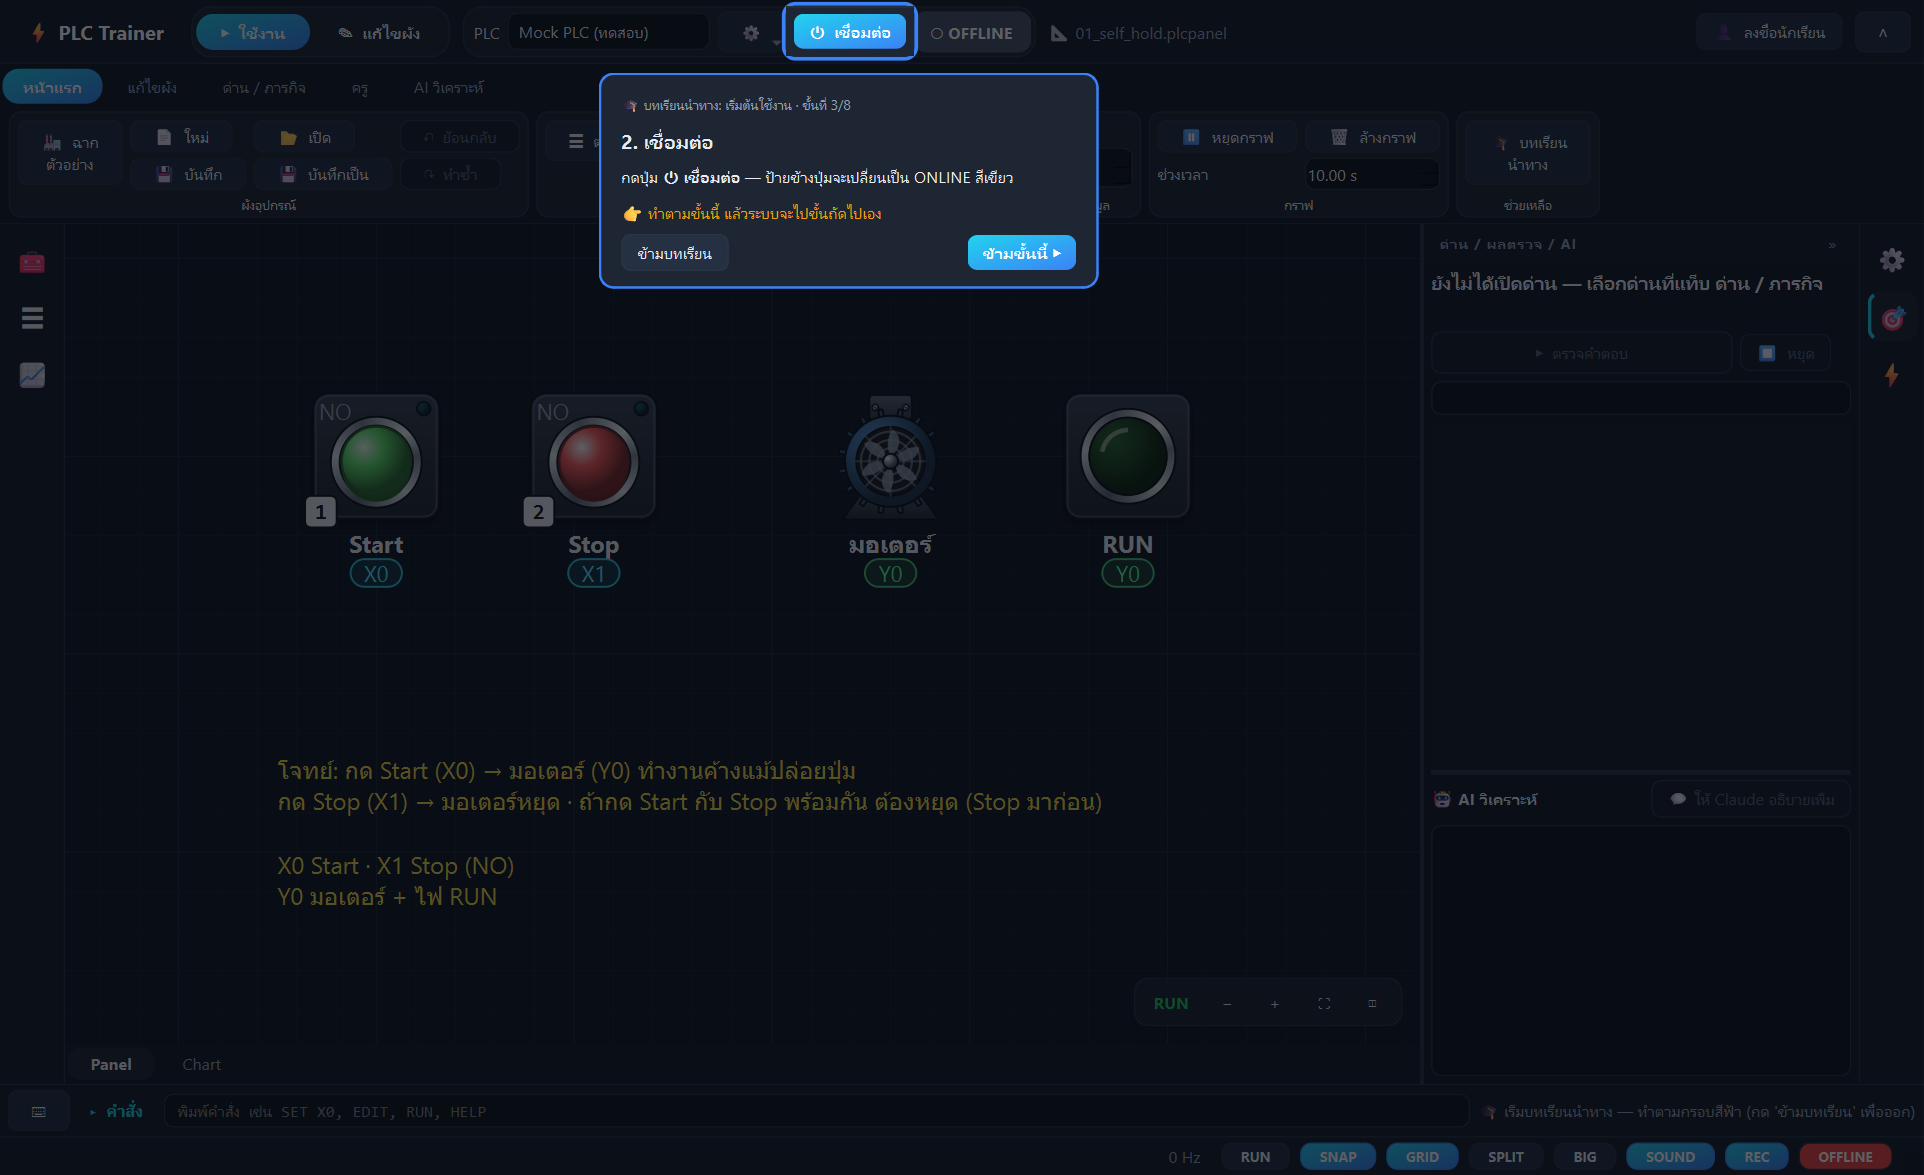 PLC Trainer
ใช้งาน
แก้ไขผัง
PLC
Mock PLC (ทดสอบ)
เชื่อมต่อ
OFFLINE
01_self_hold.plcpanel
ลงชื่อนักเรียน
หน้าแรก
แก้ไขผัง
ด่าน / ภารกิจ
ครู
AI วิเคราะห์
ฉาก
ตัวอย่าง
ใหม่
เปิด
ย้อนกลับ
บันทึก
บันทึกเป็น
ทำซ้ำ
ผังอุปกรณ์
หยุดกราฟ
ล้างกราฟ
ช่วงเวลา
10.00 s
กราฟ
บทเรียน
นำทาง
ช่วยเหลือ
บทเรียนนำทาง: เริ่มต้นใช้งาน · ขั้นที่ 3/8
2. เชื่อมต่อ
กดปุ่ม ⏻ เชื่อมต่อ — ป้ายข้างปุ่มจะเปลี่ยนเป็น ONLINE สีเขียว
👉 ทำตามขั้นนี้ แล้วระบบจะไปขั้นถัดไปเอง
ข้ามบทเรียน
ข้ามขั้นนี้ ▶
ด่าน / ผลตรวจ / AI
»
ยังไม่ได้เปิดด่าน — เลือกด่านที่แท็บ ด่าน / ภารกิจ
▶ ตรวจคำตอบ
หยุด
NO
1
Start
X0
NO
2
Stop
X1
มอเตอร์
Y0
RUN
Y0
โจทย์: กด Start (X0) → มอเตอร์ (Y0) ทำงานค้างแม้ปล่อยปุ่ม
กด Stop (X1) → มอเตอร์หยุด · ถ้ากด Start กับ Stop พร้อมกัน ต้องหยุด (Stop มาก่อน)
X0 Start · X1 Stop (NO)
Y0 มอเตอร์ + ไฟ RUN
AI วิเคราะห์
ให้ Claude อธิบายเพิ่ม
RUN
−
+
Panel
Chart
▸ คำสั่ง
พิมพ์คำสั่ง เช่น SET X0, EDIT, RUN, HELP
เริ่มบทเรียนนำทาง — ทำตามกรอบสีฟ้า (กด 'ข้ามบทเรียน' เพื่อออก)
0 Hz
RUN
SNAP
GRID
SPLIT
BIG
SOUND
REC
OFFLINE